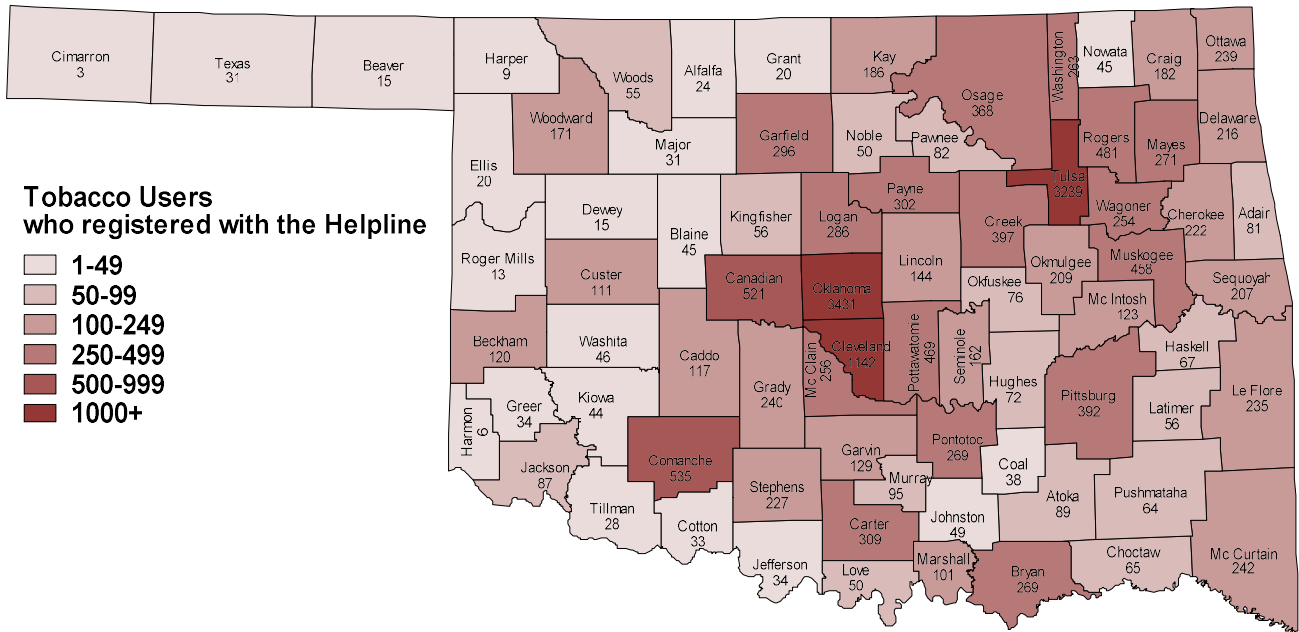 Tobacco Users
who registered with the Helpline
1-49
50-99
100-249
250-499
500-999
1000+
Cimarron
3
Texas
31
Beaver
15
Harper
9
Woods
55
Alfalfa
24
Grant
20
Kay
186
Osage
368
Washington
263
Nowata
45
Craig
182
Ottawa
239
Woodward
171
Ellis
20
Major
31
Garfield
296
Noble
50
Pawnee
82
Rogers
481
Mayes
271
Delaware
216
Dewey
15
Blaine
45
Kingfisher
56
Logan
286
Payne
302
Creek
397
Tulsa
3239
Wagoner
254
Cherokee
222
Adair
81
Roger Mills
13
Custer
111
Canadian
521
Oklahoma
3431
Lincoln
144
Okfuskee
76
Okmulgee
209
Muskogee
458
Mc Intosh
123
Sequoyah
207
Beckham
120
Washita
46
Caddo
117
Grady
240
Mc Clain
256
Cleveland
1142
Pottawatomie
469
Seminole
162
Hughes
72
Pittsburg
392
Haskell
67
Latimer
56
Le Flore
235
Harmon
6
Greer
34
Kiowa
44
Jackson
87
Comanche
535
Stephens
227
Garvin
129
Murray
95
Pontotoc
269
Coal
38
Atoka
89
Pushmataha
64
Tillman
28
Cotton
33
Jefferson
34
Carter
309
Love
50
Johnston
49
Marshall
101
Bryan
269
Choctaw
65
Mc Curtain
242